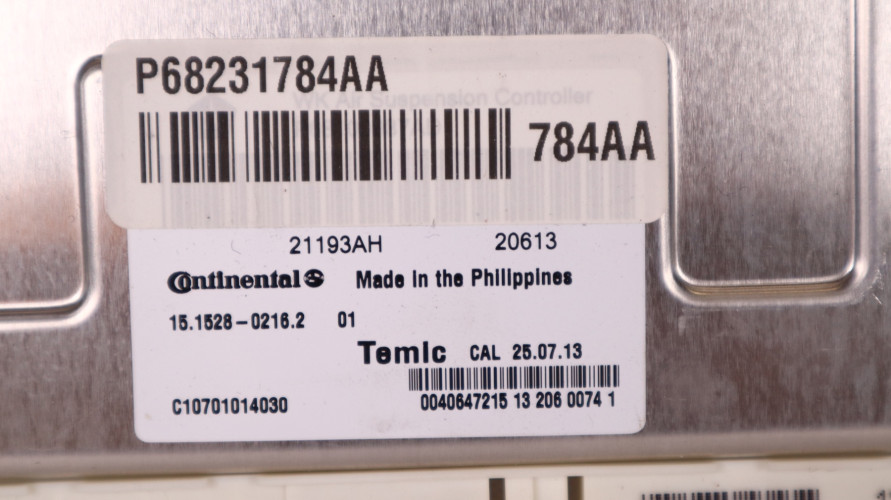 P68231784AA
WK Air Suspension Controller
784AA
21193AH 20613
Continental Made in the Philippines
15.1528-0216.2 01
Temic CAL 25.07.13
C10701014030 0040647215 13 206 0074 1